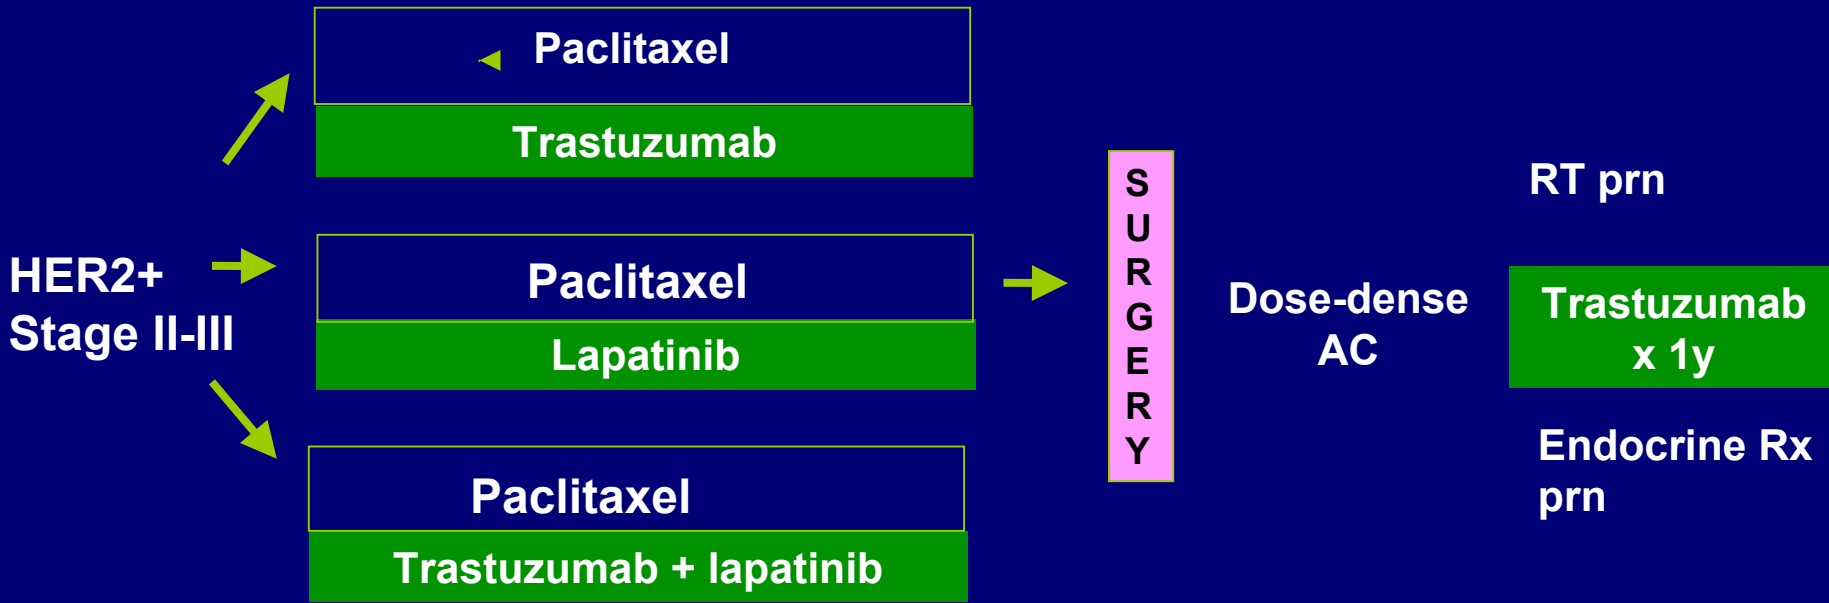 HER2+
Stage II-III
Paclitaxel
Trastuzumab
Paclitaxel
Lapatinib
Paclitaxel
Trastuzumab + lapatinib
SURGERY
Dose-dense
AC
RT prn
Trastuzumab
x 1y
Endocrine Rx
prn